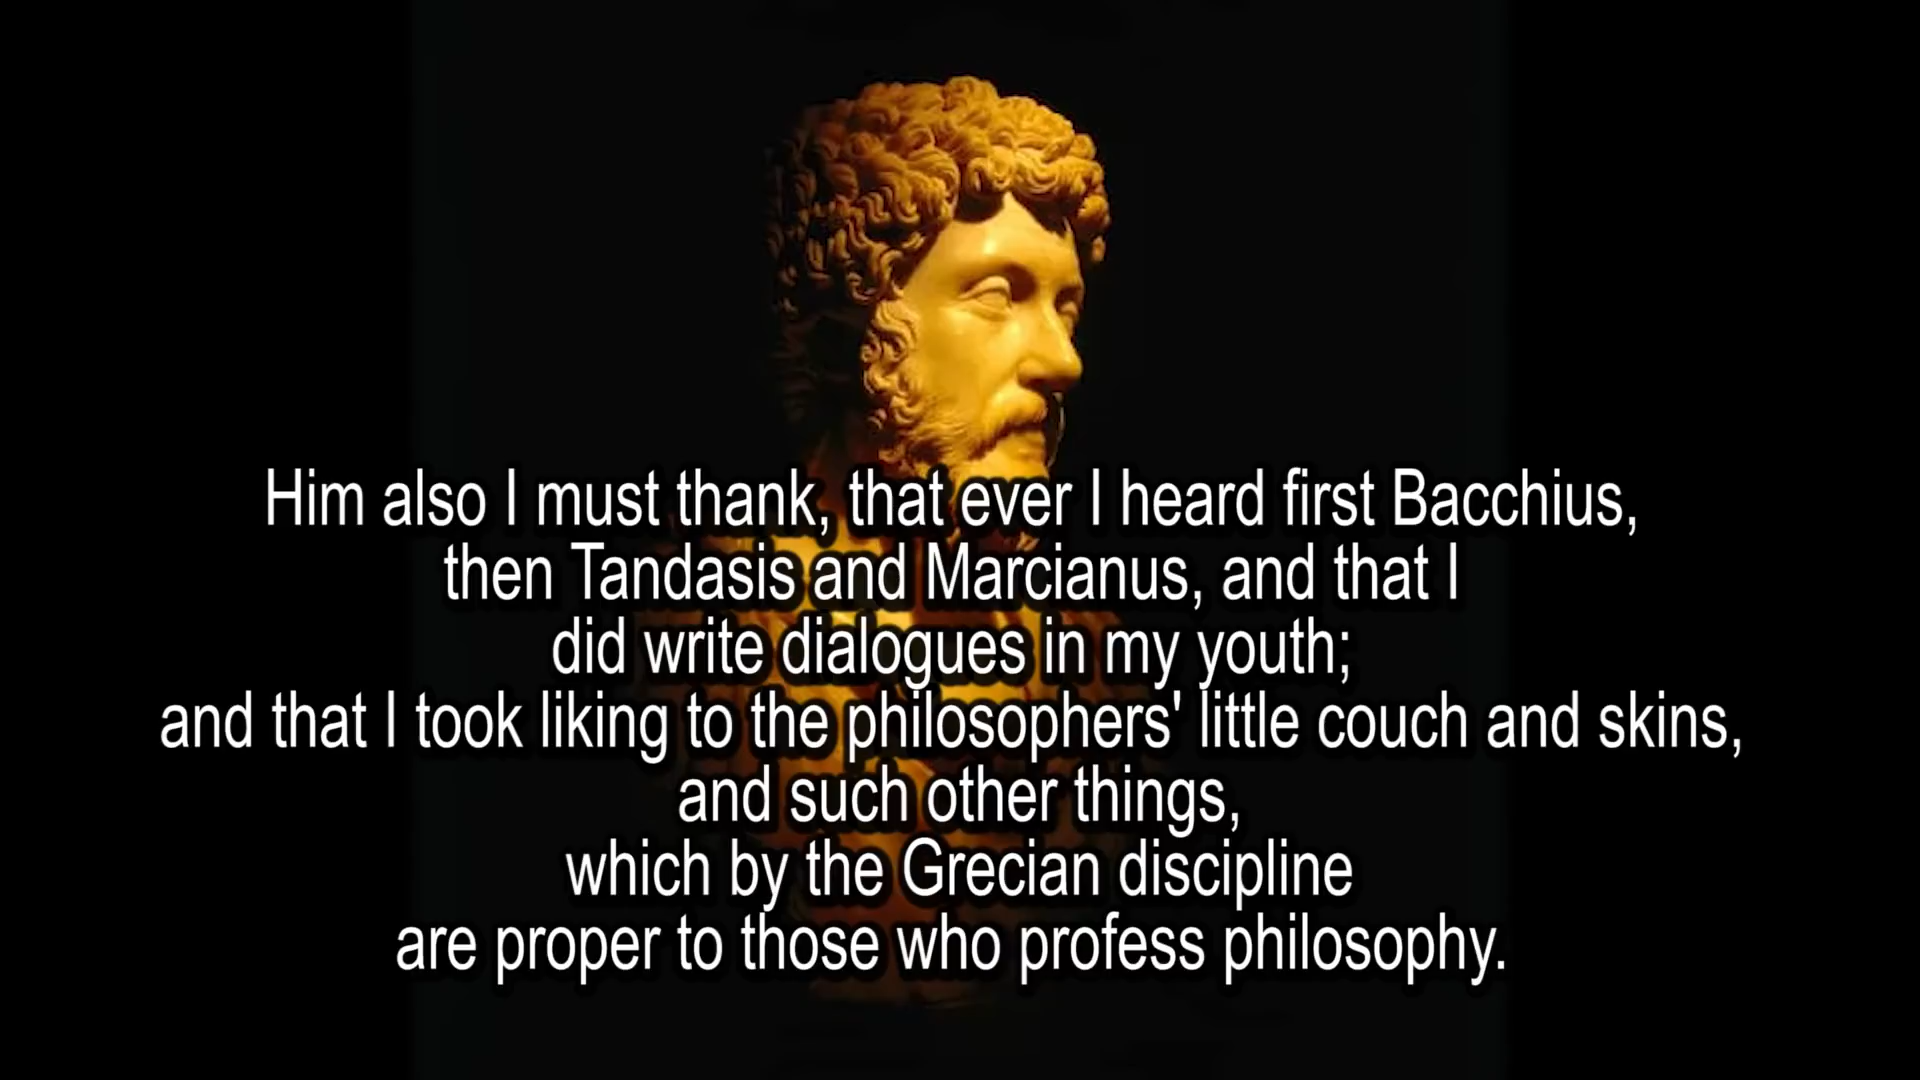 Him also I must thank, that ever I heard first Bacchius,
then Tandasis and Marcianus, and that I
did write dialogues in my youth;
and that I took liking to the philosophers' little couch and skins,
and such other things,
which by the Grecian discipline
are proper to those who profess philosophy.